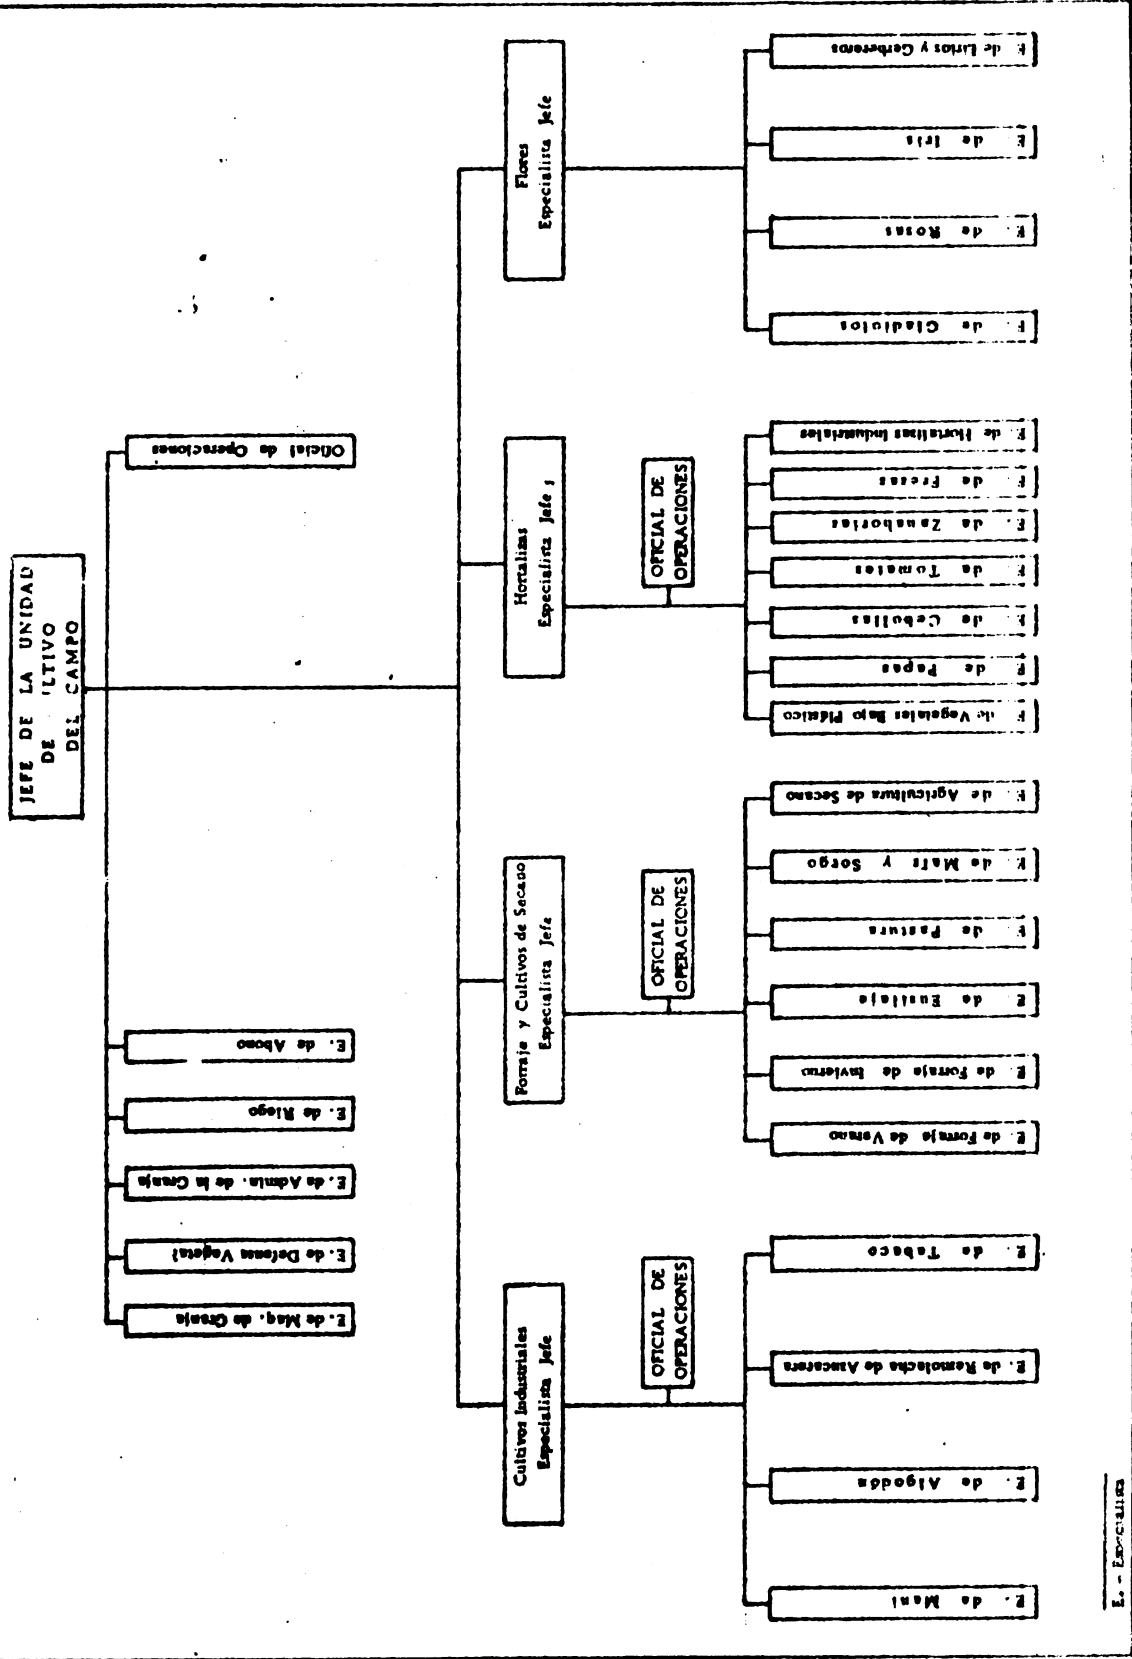 JEFE DE LA UNIDAD
DE ULTIVO
DEL CAMPO
Oficial de Operaciones
E. de Abono
E. de Riego
E. de Admin. de la Granja
E. de Defensa Vegetal
E. de Maq. de Granja
Cultivos Industriales
Especialista Jefe
Forraje y Cultivos de Secano
Especialista Jefe
Hortalizas
Especialista Jefe ;
Flores
Especialista Jefe
OFICIAL DE
OPERACIONES
OFICIAL DE
OPERACIONES
OFICIAL DE
OPERACIONES
E. de Mani
E. de Algodón
E. de Remolacha de Azucarera
E. de Tabaco
E. de Forraje de Verano
E. de Forraje de Invierno
E. de Ensilaje
E. de Pastura
E. de Maíz y Sorgo
E. de Agricultura de Secano
E. de Vegetales Bajo Plástico
E. de Papas
E. de Cebollas
E. de Tomates
E. de Zanahorias
E. de Fresas
E. de Hortalizas Industriales
E. de Gladiolos
E. de Rosas
E. de Iris
E. de Lirios y Gerberos
E. - Especialista